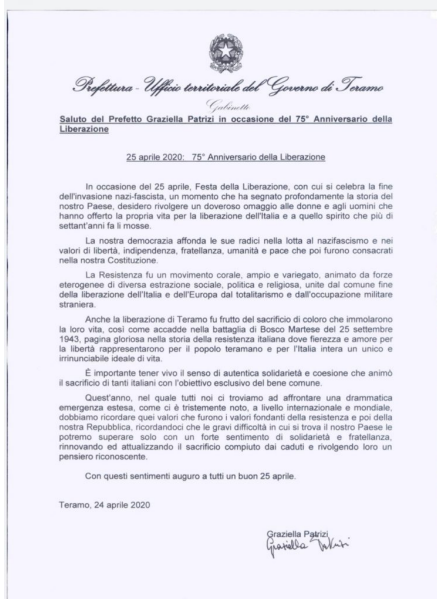 Prefettura - Ufficio territoriale del Governo di Teramo
Gabinetto
Saluto del Prefetto Graziella Patrizi in occasione del 75° Anniversario della
Liberazione
25 aprile 2020: 75° Anniversario della Liberazione
In occasione del 25 aprile, Festa della Liberazione, con cui si celebra la fine
dell'invasione nazi-fascista, un momento che ha segnato profondamente la storia del
nostro Paese, desidero rivolgere un doveroso omaggio alle donne e agli uomini che
hanno offerto la propria vita per la liberazione dell'Italia e a quello spirito che più di
settant'anni fa li mosse.
La nostra democrazia affonda le sue radici nella lotta al nazifascismo e nei
valori di libertà, indipendenza, fratellanza, umanità e pace che poi furono consacrati
nella nostra Costituzione.
La Resistenza fu un movimento corale, ampio e variegato, animato da forze
eterogenee di diversa estrazione sociale, politica e religiosa, unite dal comune fine
della liberazione dell'Italia e dell'Europa dal totalitarismo e dall'occupazione militare
straniera.
Anche la liberazione di Teramo fu frutto del sacrificio di coloro che immolarono
la loro vita, così come accadde nella battaglia di Bosco Martese del 25 settembre
1943, pagina gloriosa nella storia della resistenza italiana dove fierezza e amore per
la libertà rappresentarono per il popolo teramano e per l'Italia intera un unico e
irrinunciabile ideale di vita.
È importante tener vivo il senso di autentica solidarietà e coesione che animò
il sacrificio di tanti italiani con l'obiettivo esclusivo del bene comune.
Quest'anno, nel quale tutti noi ci troviamo ad affrontare una drammatica
emergenza estesa, come ci è tristemente noto, a livello internazionale e mondiale,
dobbiamo ricordare quei valori che furono i valori fondanti della resistenza e poi della
nostra Repubblica, ricordandoci che le gravi difficoltà in cui si trova il nostro Paese le
potremo superare solo con un forte sentimento di solidarietà e fratellanza,
rinnovando ed attualizzando il sacrificio compiuto dai caduti e rivolgendo loro un
pensiero riconoscente.
Con questi sentimenti auguro a tutti un buon 25 aprile.
Teramo, 24 aprile 2020
Graziella Patrizi
Graziella Patrizi